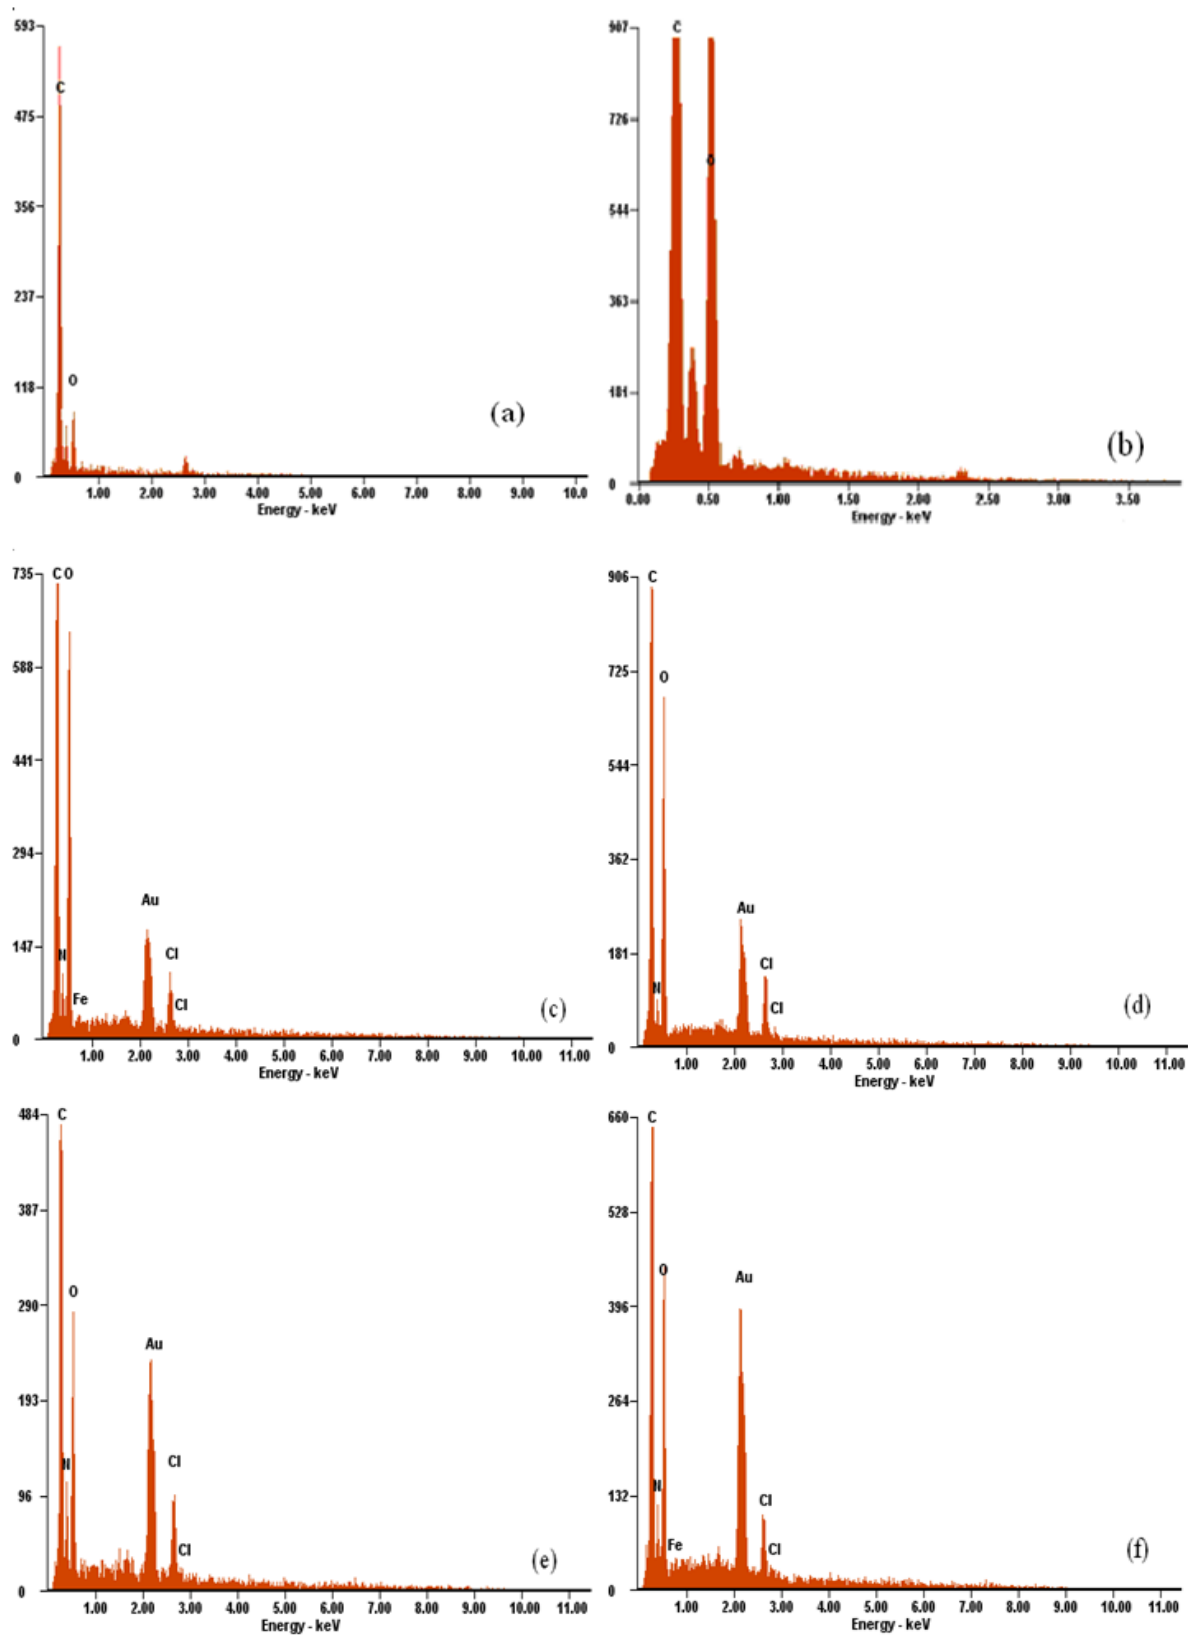 593
C
475
356
237
118
O
(a)
0
1.00 2.00 3.00 4.00 5.00 6.00 7.00 8.00 9.00 10.0
Energy - keV
907
C
726
O
544
363
181
(b)
0
0.00 0.50 1.00 1.50 2.00 2.50 3.00 3.50
Energy - keV
735
C O
588
441
294
Au
147
N
Cl
Fe
Cl
(c)
0
1.00 2.00 3.00 4.00 5.00 6.00 7.00 8.00 9.00 10.00 11.00
Energy - keV
906
C
725
O
544
362
Au
181
Cl
N
Cl
(d)
0
1.00 2.00 3.00 4.00 5.00 6.00 7.00 8.00 9.00 10.00 11.00
Energy - keV
484
C
387
O
290
Au
193
Cl
N
96
Cl
(e)
0
1.00 2.00 3.00 4.00 5.00 6.00 7.00 8.00 9.00 10.00 11.00
Energy - keV
660
C
528
O
Au
396
264
N
132
Cl
Fe
Cl
(f)
0
1.00 2.00 3.00 4.00 5.00 6.00 7.00 8.00 9.00 10.00 11.00
Energy - keV